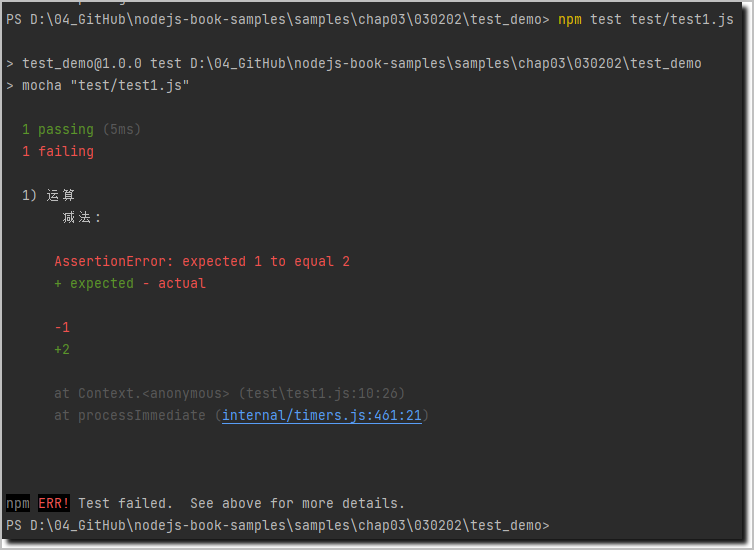 PS D:\04_GitHub\nodejs-book-samples\samples\chap03\030202\test_demo> npm test test/test1.js
> test_demo@1.0.0 test D:\04_GitHub\nodejs-book-samples\samples\chap03\030202\test_demo
> mocha "test/test1.js"
1 passing (5ms)
1 failing
1) 运算
减法:
AssertionError: expected 1 to equal 2
+ expected - actual
-1
+2
at Context.<anonymous> (test\test1.js:10:26)
at processImmediate (internal/timers.js:461:21)
npm ERR! Test failed.  See above for more details.
PS D:\04_GitHub\nodejs-book-samples\samples\chap03\030202\test_demo>